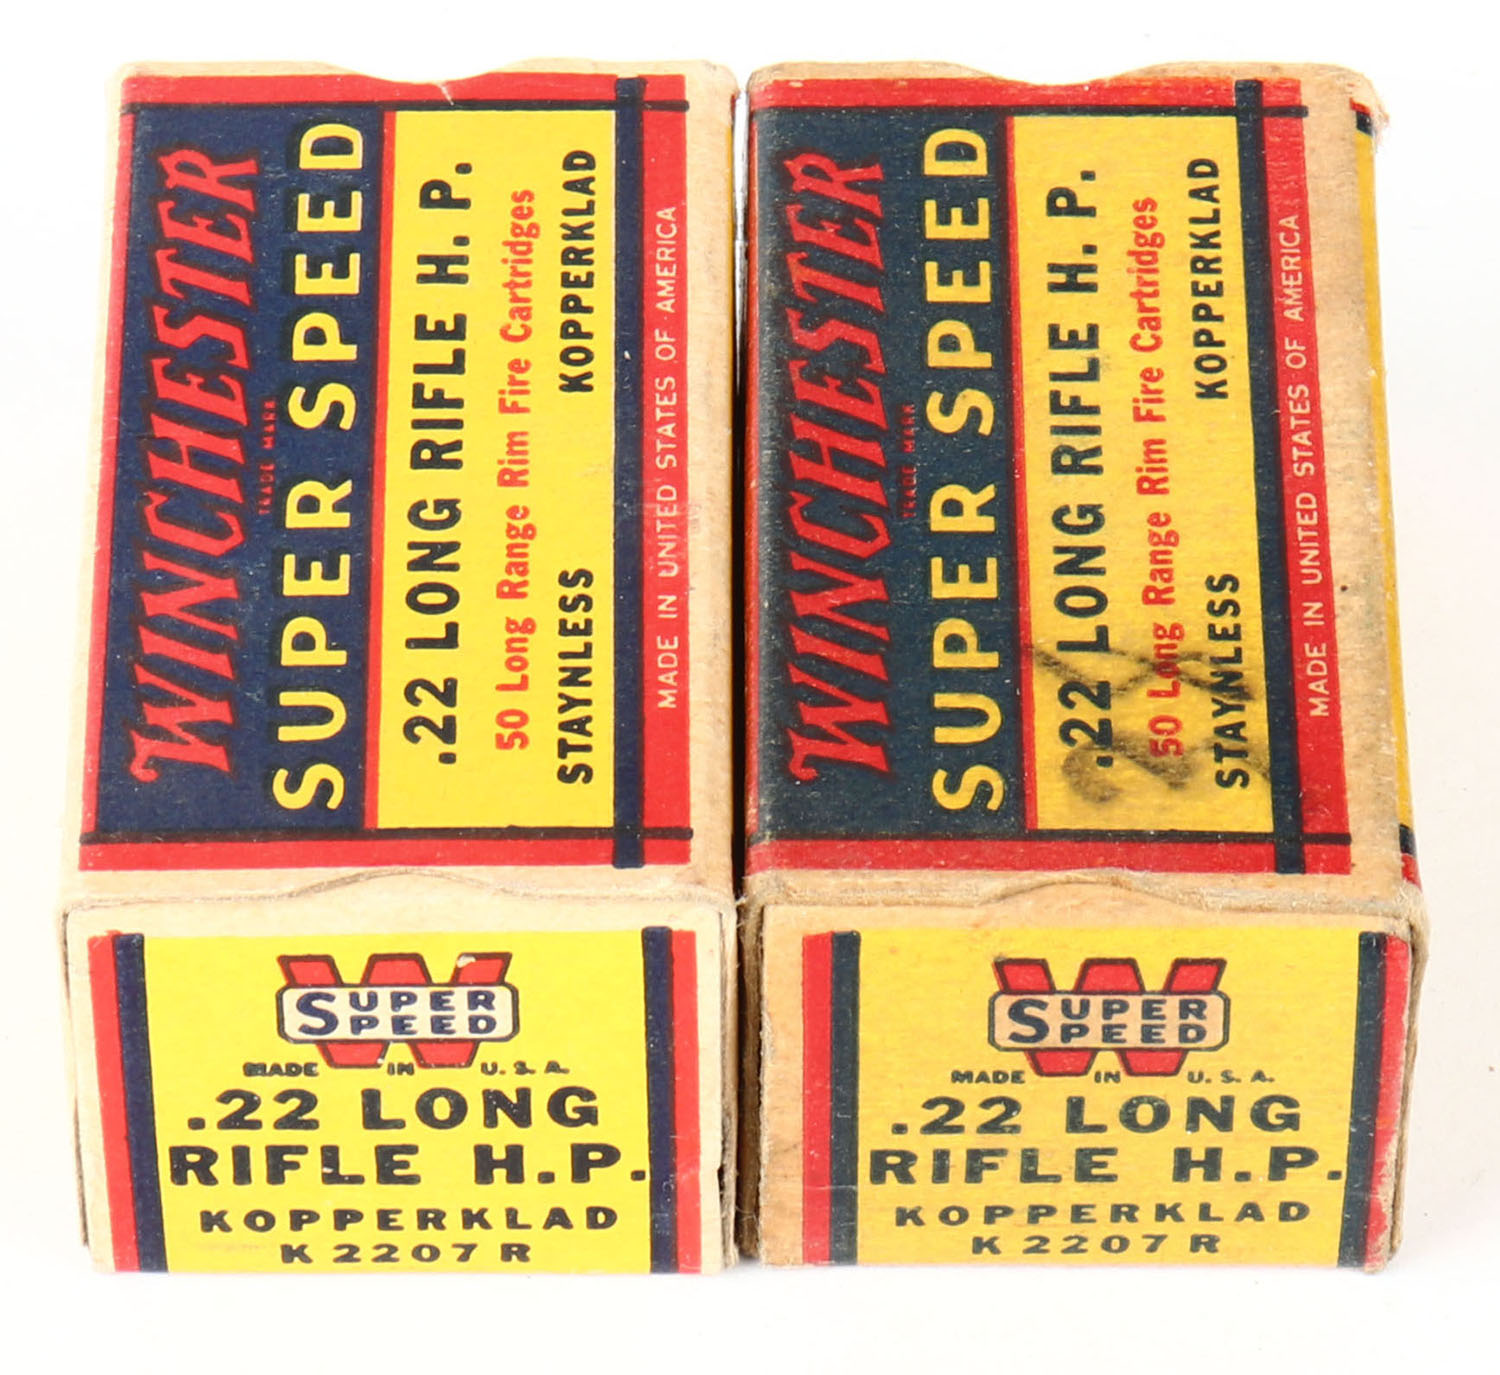 WINCHESTER
TRADE MARK
SUPER SPEED
.22 LONG RIFLE H. P.
50 Long Range Rim Fire Cartridges
STAYNLESS KOPPERKLAD
MADE IN UNITED STATES OF AMERICA
SUPER
SPEED
MADE IN U. S. A.
.22 LONG
RIFLE H.P.
KOPPERKLAD
K2207R
WINCHESTER
TRADE MARK
SUPER SPEED
.22 LONG RIFLE H. P.
50 Long Range Rim Fire Cartridges
STAYNLESS KOPPERKLAD
MADE IN UNITED STATES OF AMERICA
SUPER
SPEED
MADE IN U. S. A.
.22 LONG
RIFLE H.P.
KOPPERKLAD
K2207R